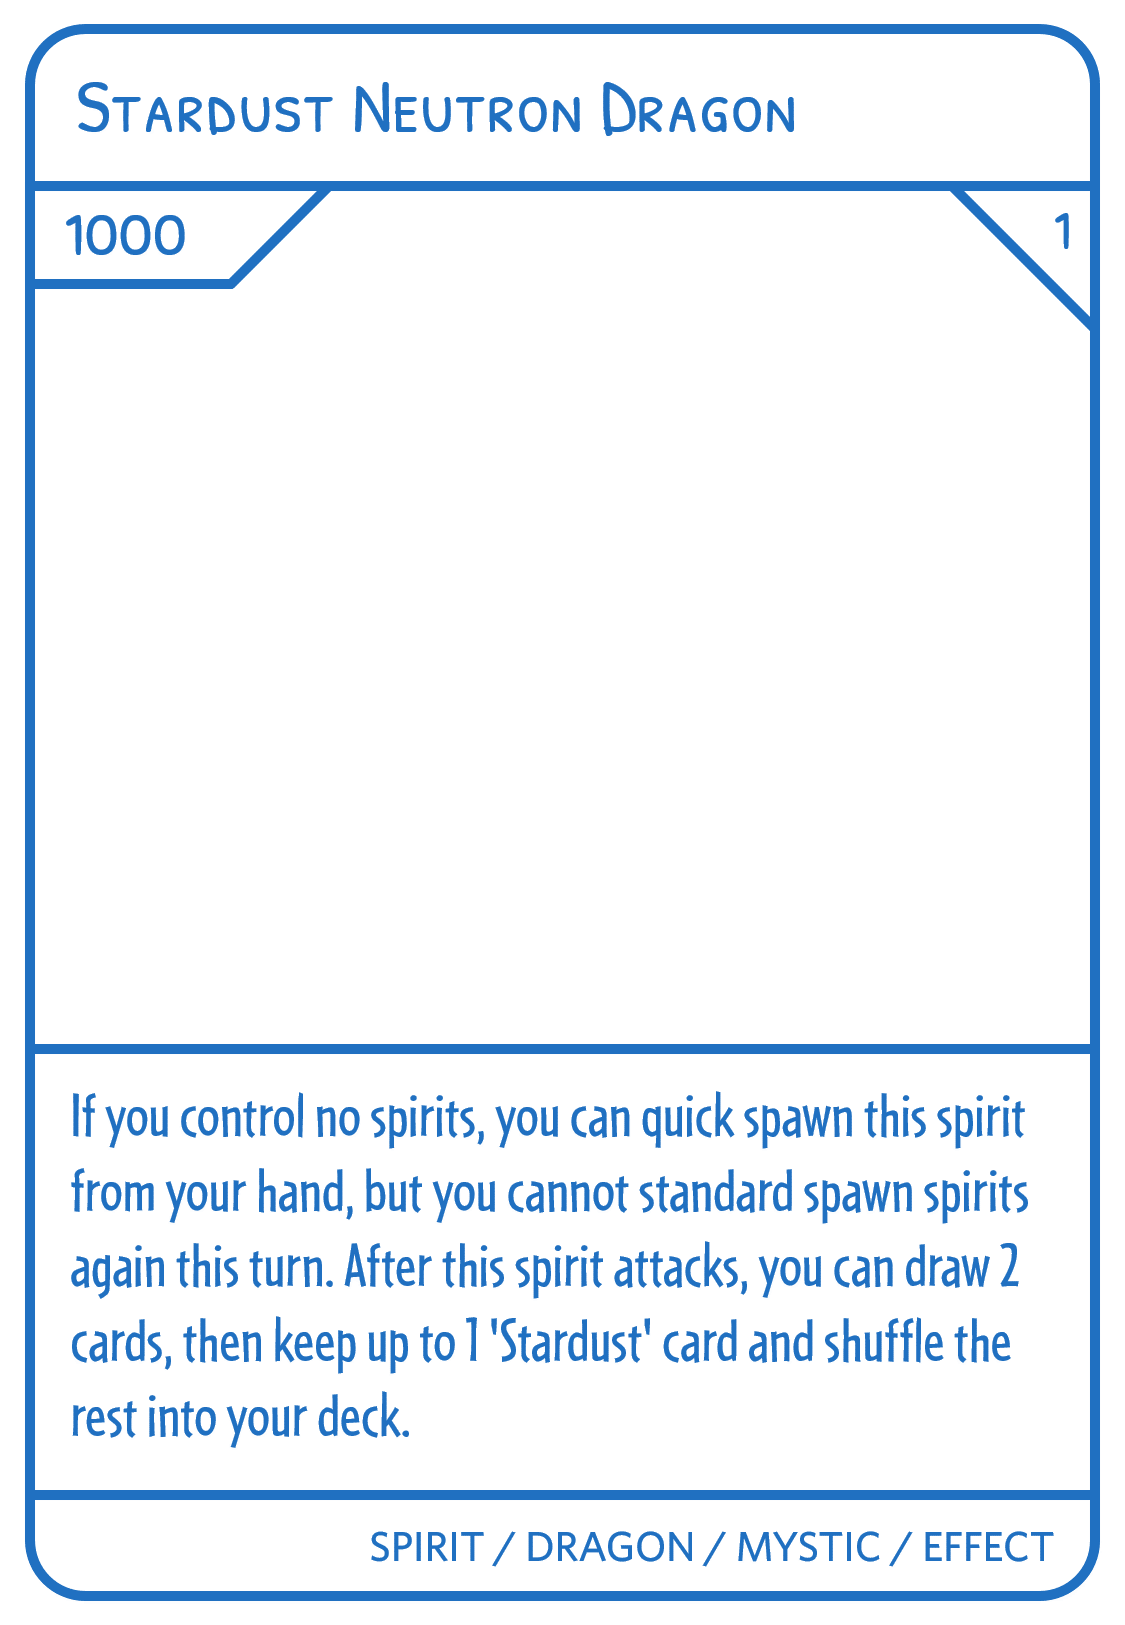 Stardust Neutron Dragon
1000
1
If you control no spirits, you can quick spawn this spirit
from your hand, but you cannot standard spawn spirits
again this turn. After this spirit attacks, you can draw 2
cards, then keep up to 1 'Stardust' card and shuffle the
rest into your deck.
SPIRIT / DRAGON / MYSTIC / EFFECT